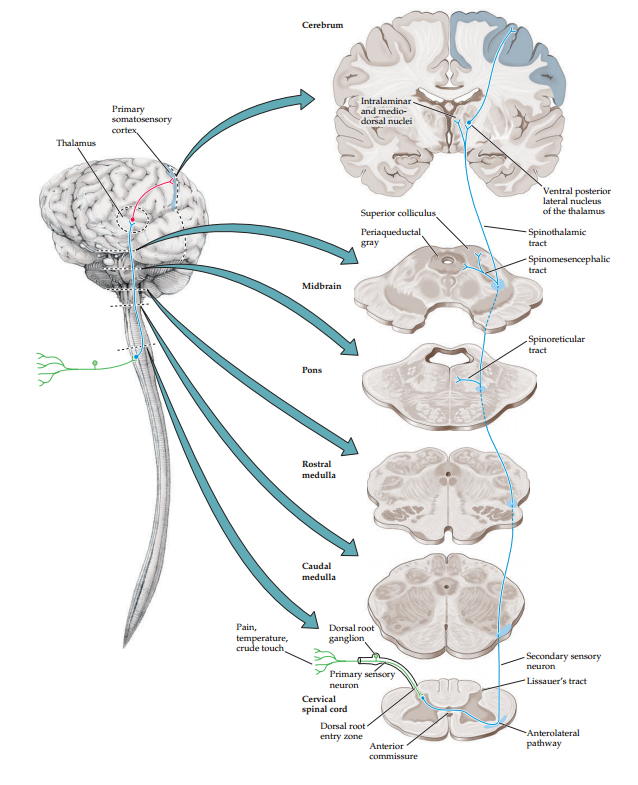 Cerebrum
Primary
somatosensory
cortex
Thalamus
Intralaminar
and medio-
dorsal nuclei
Ventral posterior
lateral nucleus
of the thalamus
Superior colliculus
Periaqueductal
gray
Spinothalamic
tract
Spinomesencephalic
tract
Midbrain
Spinoreticular
tract
Pons
Rostral
medulla
Caudal
medulla
Pain,
temperature,
crude touch
Dorsal root
ganglion
Primary sensory
neuron
Secondary sensory
neuron
Lissauer's tract
Cervical
spinal cord
Dorsal root
entry zone
Anterior
commissure
Anterolateral
pathway